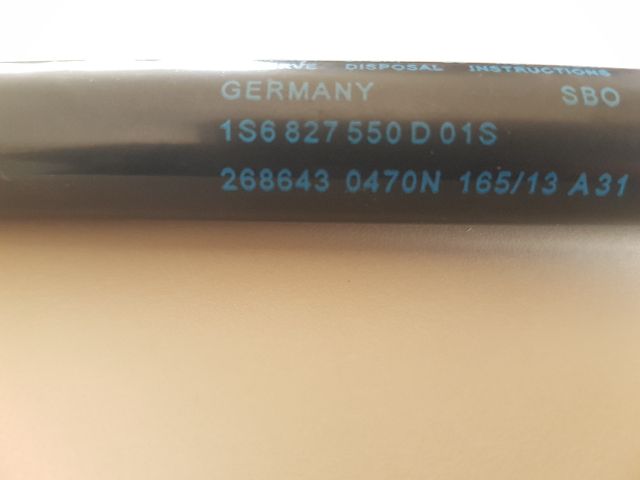 DISPOSAL INSTRUCTIONS
GERMANY SBO
1S6 827 550 D 01S
268643 0470N 165/13 A31